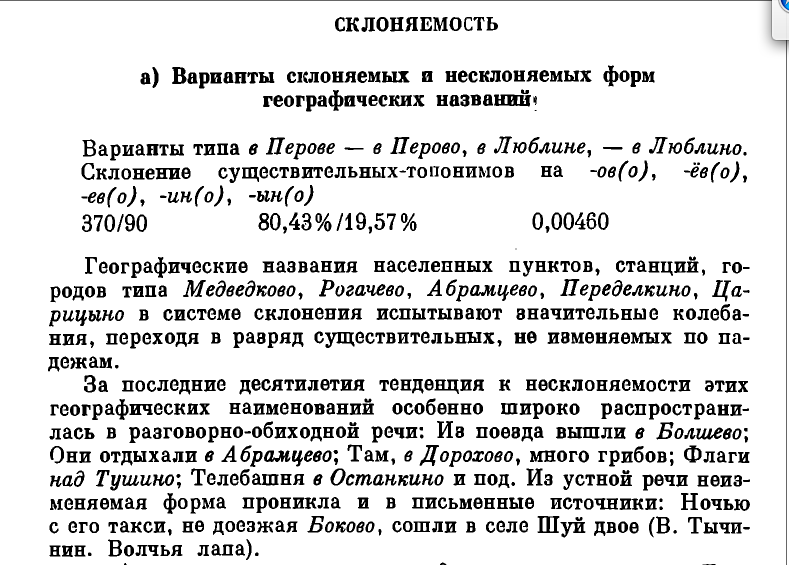 СКЛОНЯЕМОСТЬ
а) Варианты склоняемых и несклоняемых форм
географических названий
Варианты типа в Перове — в Перово, в Люблине, — в Люблино.
Склонение существительных-топонимов на -ов(о), -ёв(о),
-ев(о), -ин(о), -ын(о)
370/90 80,43%/19,57% 0,00460
Географические названия населенных пунктов, станций, го-
родов типа Медведково, Рогачево, Абрамцево, Переделкино, Ца-
рицыно в системе склонения испытывают значительные колеба-
ния, переходя в разряд существительных, не изменяемых по па-
дежам.
За последние десятилетия тенденция к несклоняемости этих
географических наименований особенно широко распространи-
лась в разговорно-обиходной речи: Из поезда вышли в Болшево;
Они отдыхали в Абрамцево; Там, в Дорохово, много грибов; Флаги
над Тушино; Телебашня в Останкино и под. Из устной речи неиз-
меняемая форма проникла и в письменные источники: Ночью
с его такси, не доезжая Боково, сошли в селе Шуй двое (В. Тычи-
нин. Волчья лапа).